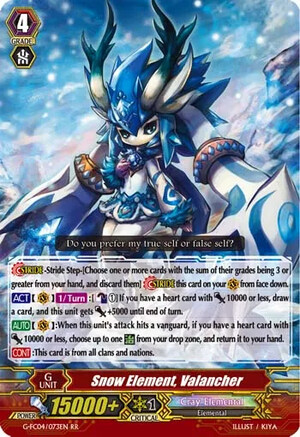 4
GRADE
Do you prefer my true self or false self?
STRIDE -Stride Step-[Choose one or more cards with the sum of their grades being 3 or
greater from your hand, and discard them] STRIDE this card on your from face down.
ACT [ ] 1/Turn :[ ] If you have a heart card with 10000 or less, draw
a card, and this unit gets +5000 until end of turn.
AUTO [ ]:When this unit's attack hits a vanguard, if you have a heart card with
10000 or less, choose up to one from your drop zone, and return it to your hand.
CONT :This card is from all clans and nations.
G
UNIT
Snow Element, Valancher
POWER
15000+
1
CRITICAL
Cray Elemental
Elemental
G-FC04/073EN RR
ILLUST / KIYA